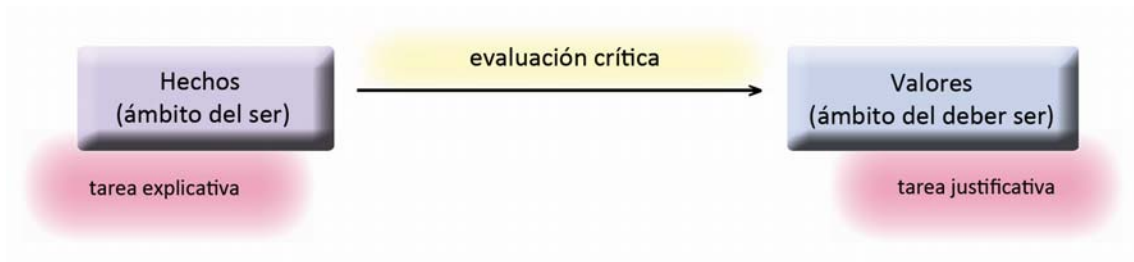 evaluación crítica
Hechos
(ámbito del ser)
Valores
(ámbito del deber ser)
tarea explicativa
tarea justificativa